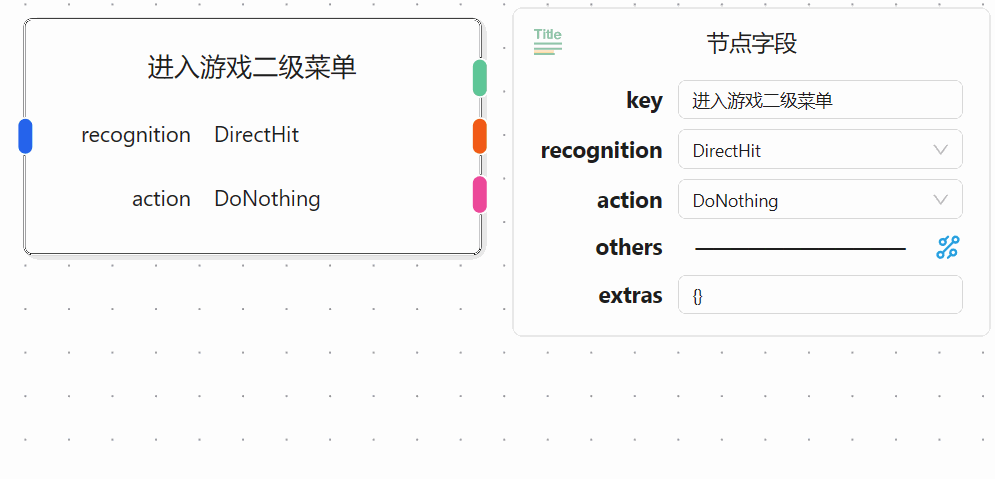 进入游戏二级菜单
recognition DirectHit
action DoNothing
Title
节点字段
key 进入游戏二级菜单
recognition DirectHit
action DoNothing
others
extras {}